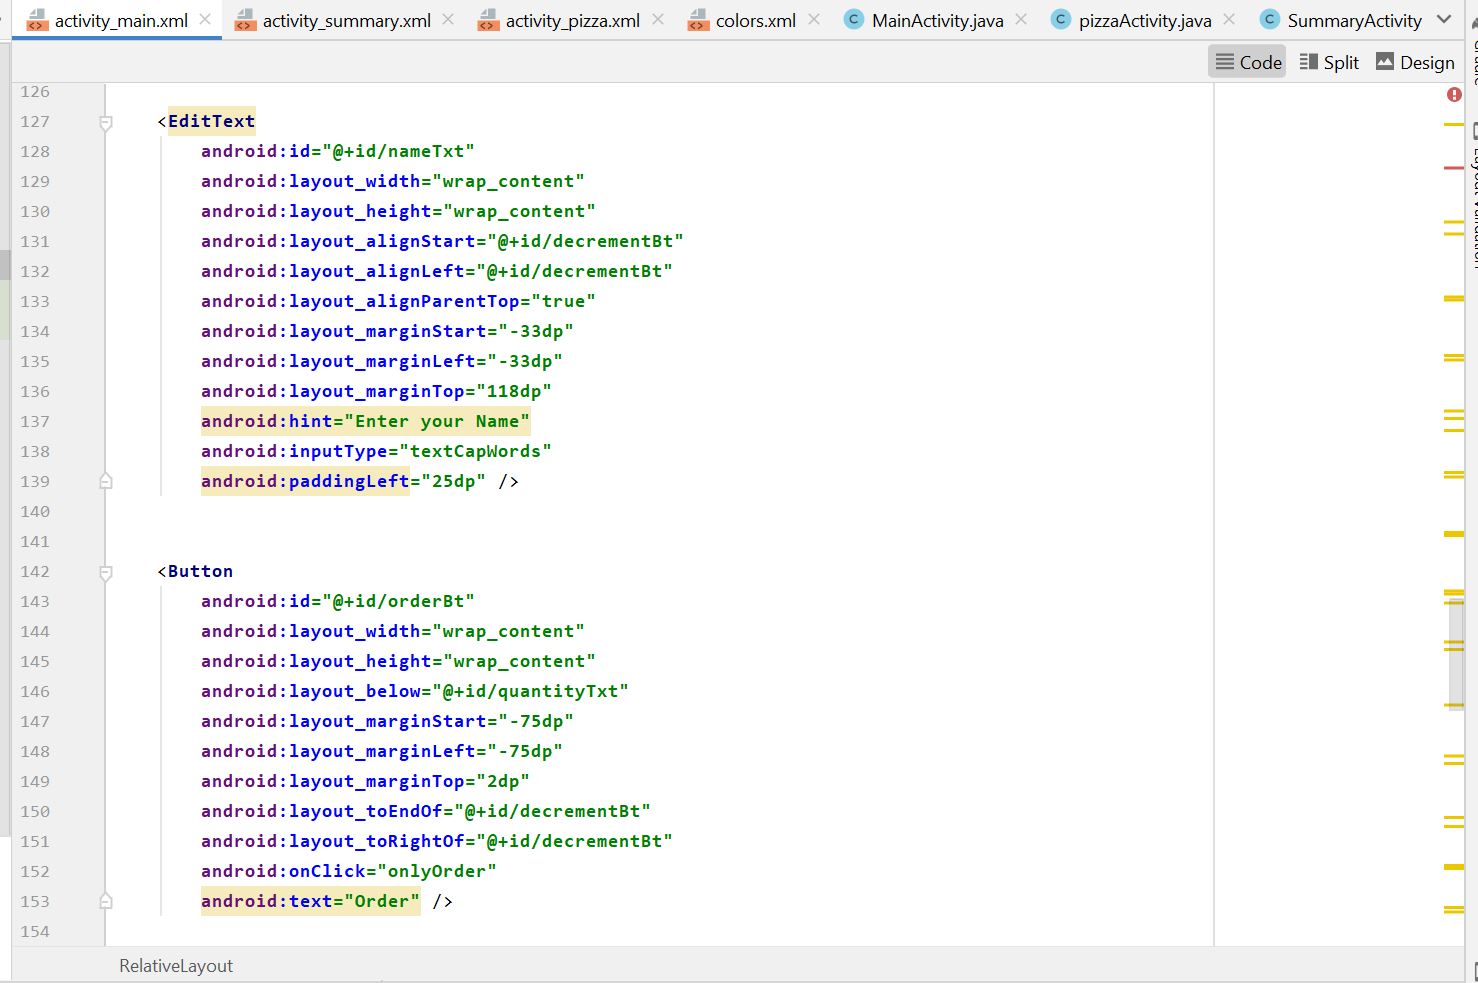 activity_main.xml activity_summary.xml activity_pizza.xml colors.xml MainActivity.java pizzaActivity.java SummaryActivity
Code Split Design
126
127 <EditText
128 android:id="@+id/nameTxt"
129 android:layout_width="wrap_content"
130 android:layout_height="wrap_content"
131 android:layout_alignStart="@+id/decrementBt"
132 android:layout_alignLeft="@+id/decrementBt"
133 android:layout_alignParentTop="true"
134 android:layout_marginStart="-33dp"
135 android:layout_marginLeft="-33dp"
136 android:layout_marginTop="118dp"
137 android:hint="Enter your Name"
138 android:inputType="textCapWords"
139 android:paddingLeft="25dp" />
140
141
142 <Button
143 android:id="@+id/orderBt"
144 android:layout_width="wrap_content"
145 android:layout_height="wrap_content"
146 android:layout_below="@+id/quantityTxt"
147 android:layout_marginStart="-75dp"
148 android:layout_marginLeft="-75dp"
149 android:layout_marginTop="2dp"
150 android:layout_toEndOf="@+id/decrementBt"
151 android:layout_toRightOf="@+id/decrementBt"
152 android:onClick="onlyOrder"
153 android:text="Order" />
154
RelativeLayout